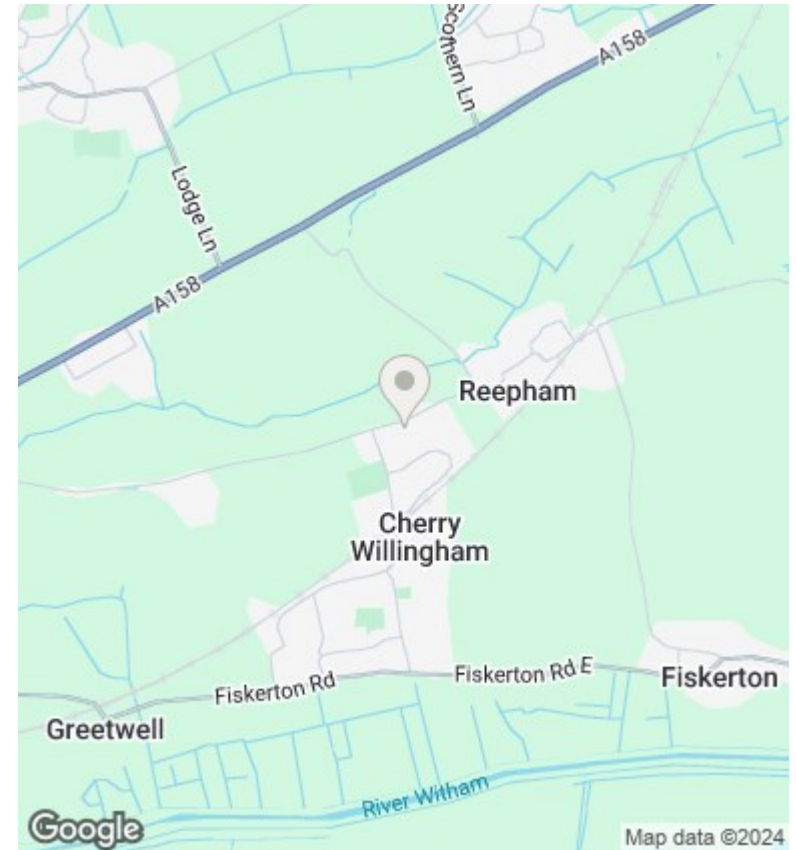 Scothern Ln
A158
Lodge Ln
A158
Reepham
Cherry
Willingham
Fiskerton Rd E
Fiskerton
Fiskerton Rd
Greetwell
River Witham
Google
Map data ©2024